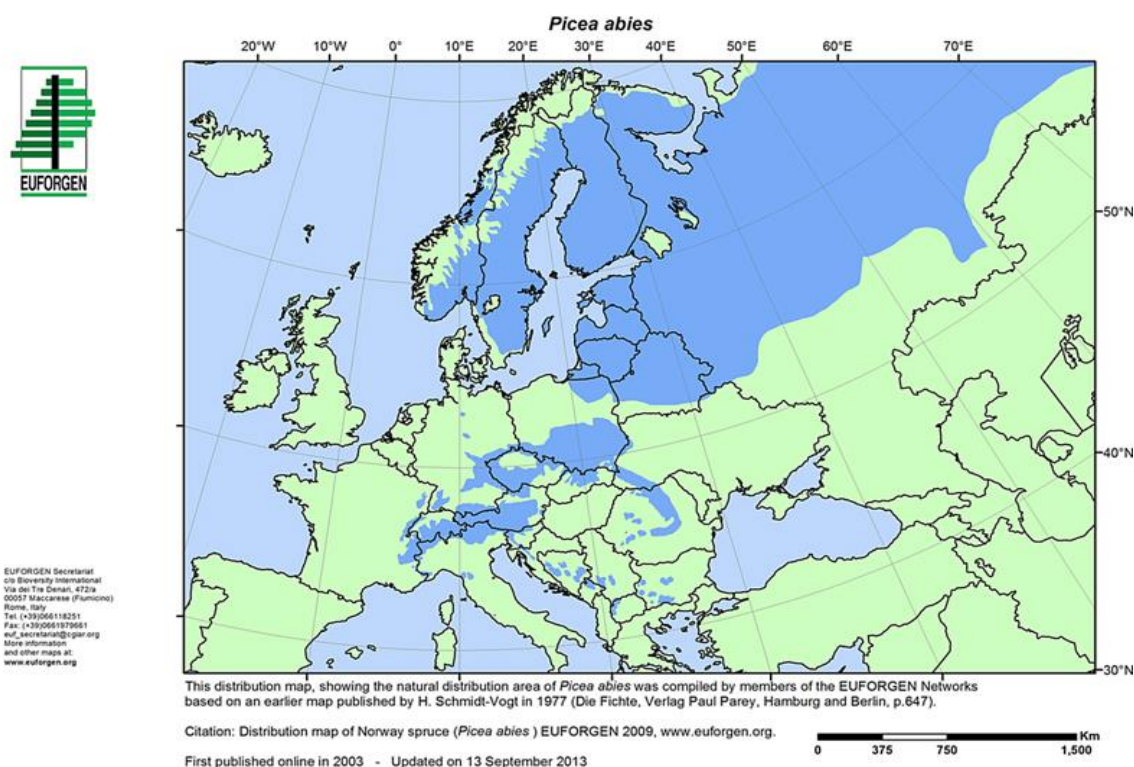 Picea abies
20°W 10°W 0° 10°E 20°E 30°E 40°E 50°E 60°E 70°E
EUFORGEN
50°N
40°N
30°N
EUFORGEN Secretariat
c/o Bioversity International
Via dei Tre Denari, 472/a
00057 Maccarese (Fiumicino)
Rome, Italy
Tel. (+39)066118251
Fax: (+39)0661979661
euf_secretariat@cgiar.org
More information
and other maps at:
www.euforgen.org
This distribution map, showing the natural distribution area of Picea abies was compiled by members of the EUFORGEN Networks
based on an earlier map published by H. Schmidt-Vogt in 1977 (Die Fichte, Verlag Paul Parey, Hamburg and Berlin, p.647).
Citation: Distribution map of Norway spruce (Picea abies ) EUFORGEN 2009, www.euforgen.org.
First published online in 2003 - Updated on 13 September 2013
Km
0 375 750 1,500